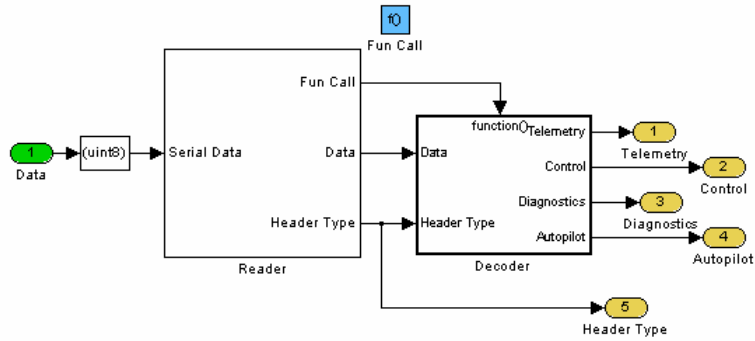 f()
Fun Call
Fun Call
function()
1
(uint8)
Serial Data
Data
Data
Telemetry
1
Telemetry
Control
2
Control
Data
Diagnostics
3
Diagnostics
Header Type
Header Type
Autopilot
4
Autopilot
Reader
Decoder
5
Header Type